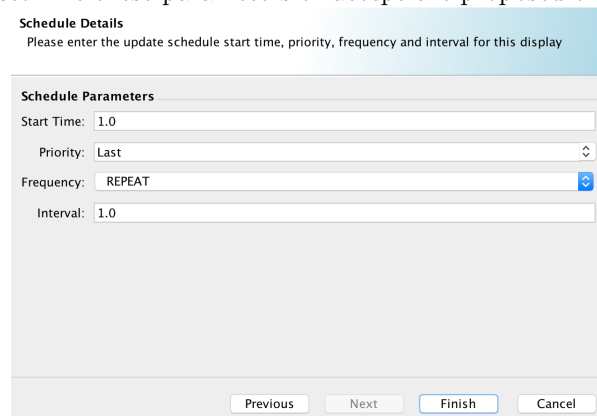 Schedule Details
Please enter the update schedule start time, priority, frequency and interval for this display
Schedule Parameters
Start Time: 1.0
Priority: Last
Frequency: REPEAT
Interval: 1.0
Previous Next Finish Cancel